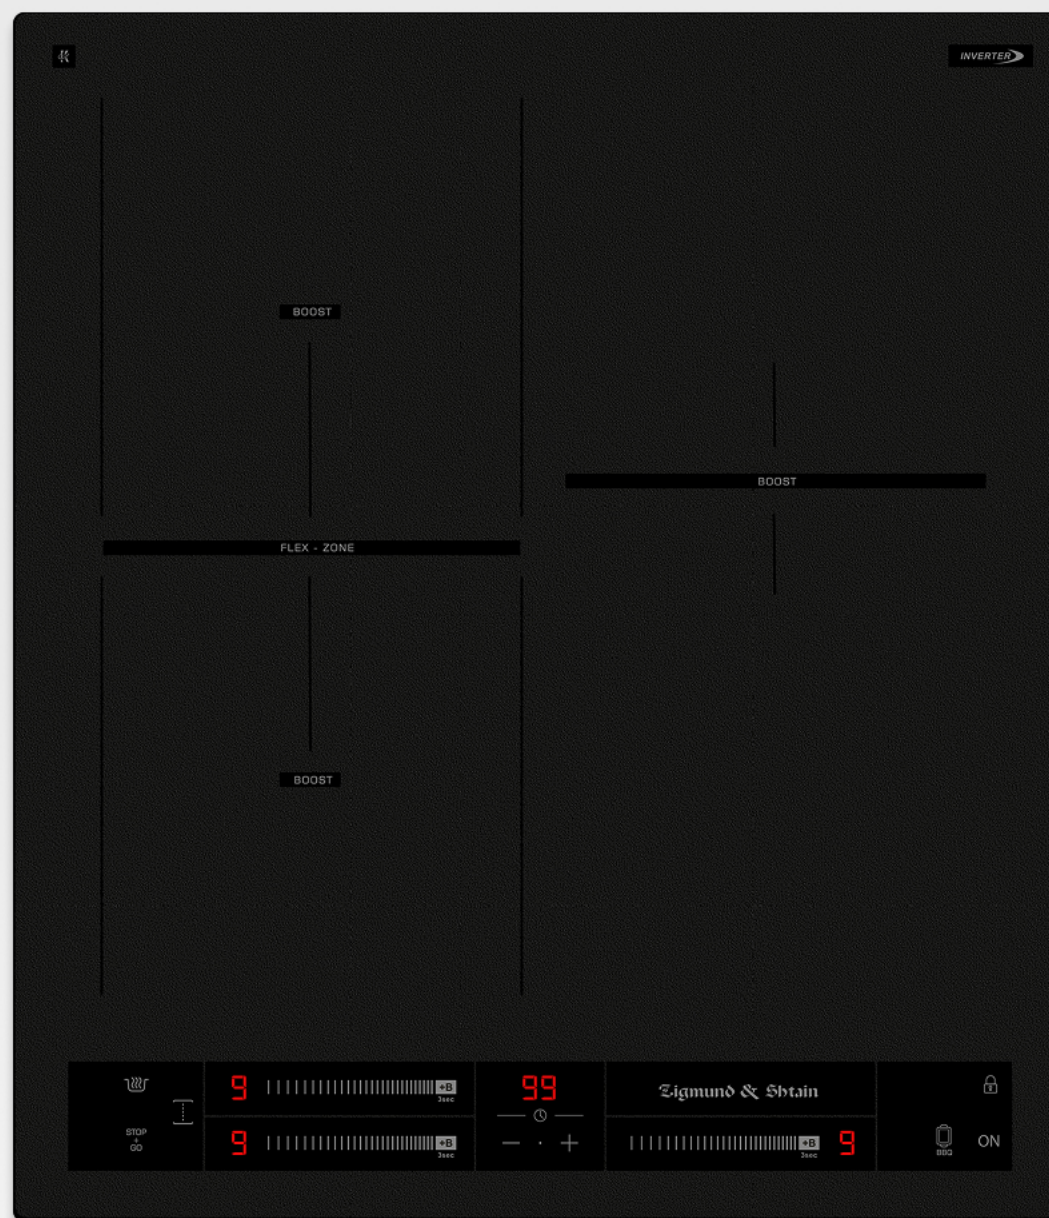 INVERTER
BOOST
BOOST
FLEX - ZONE
BOOST
9 +B
3sec
99
Zigmund & Shtain
STOP
+
GO
9 +B
3sec
− · +
+B 9
3sec
BBQ
ON